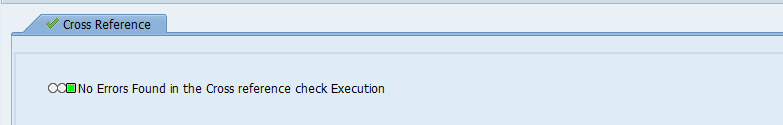 Cross Reference
No Errors Found in the Cross reference check Execution